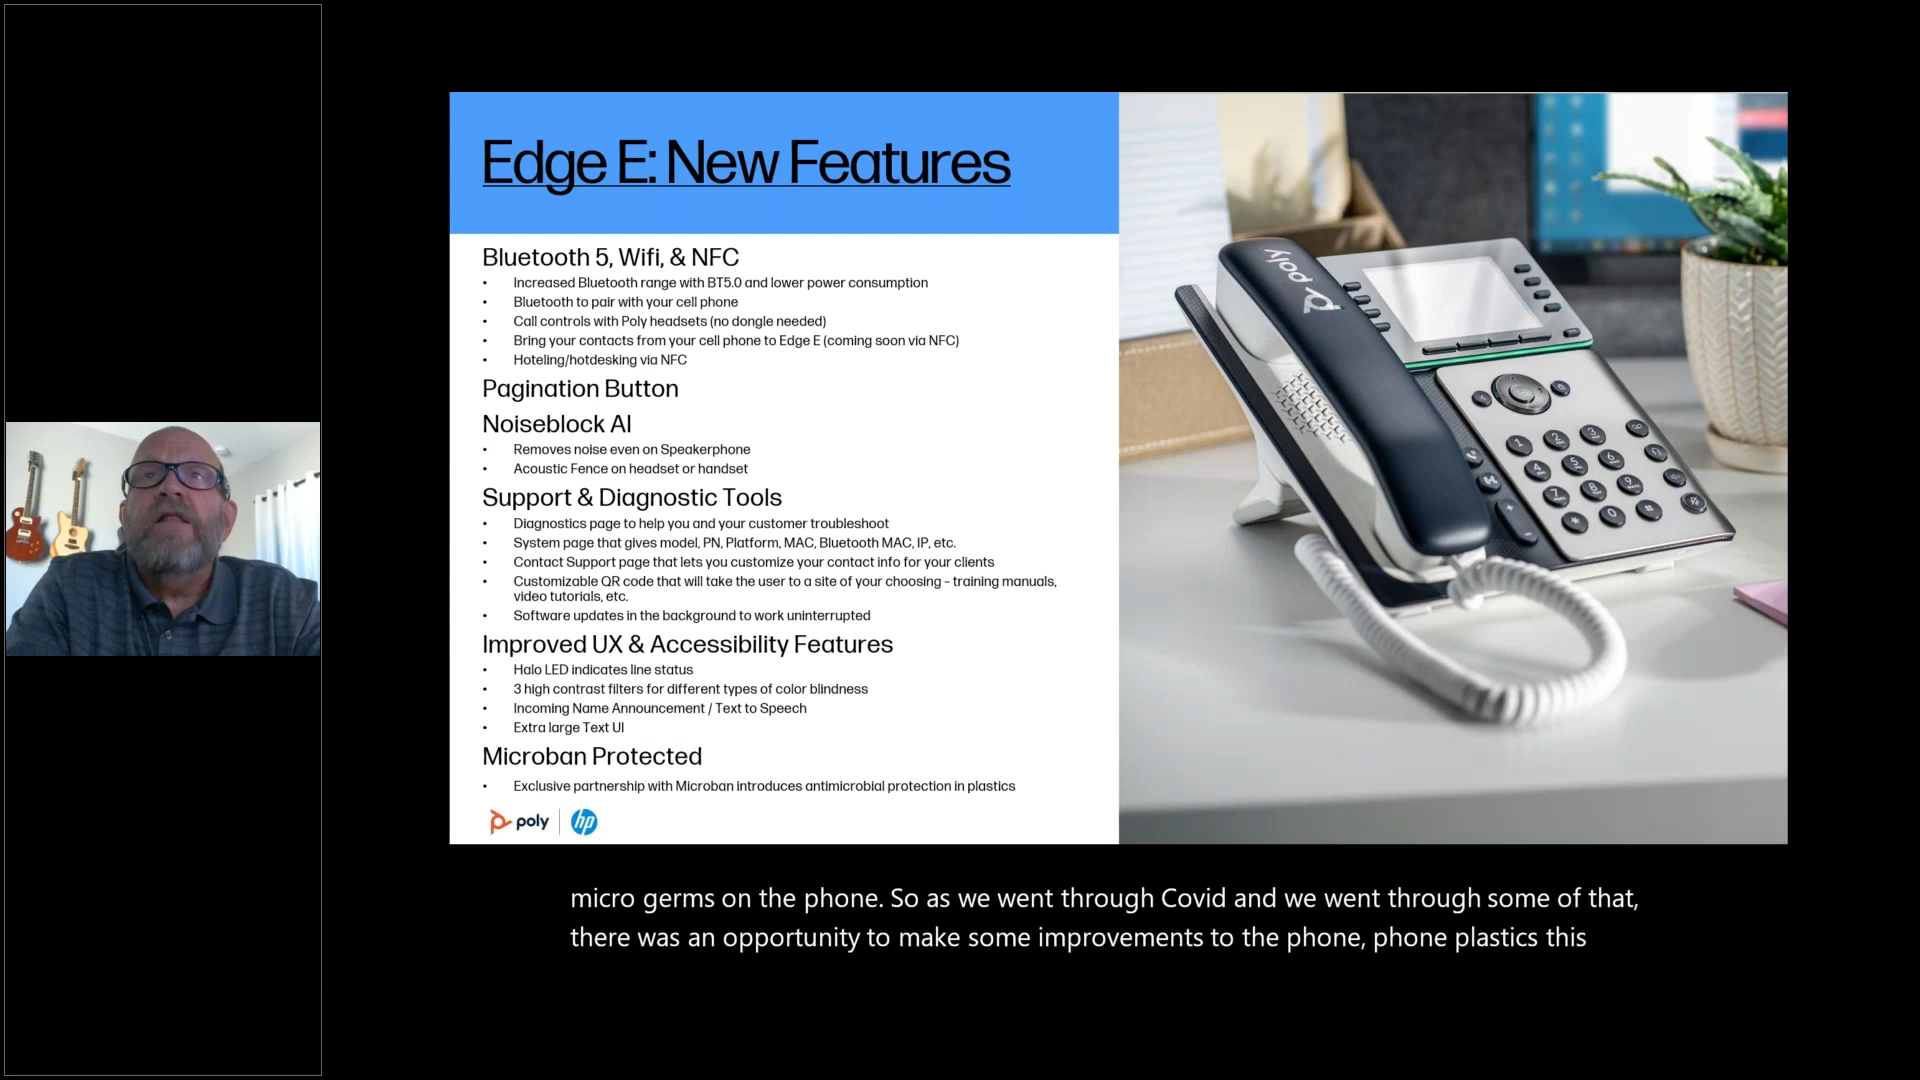 Edge E: New Features
Bluetooth 5, Wifi, & NFC
• Increased Bluetooth range with BT5.0 and lower power consumption
• Bluetooth to pair with your cell phone
• Call controls with Poly headsets (no dongle needed)
• Bring your contacts from your cell phone to Edge E (coming soon via NFC)
• Hoteling/hotdesking via NFC
Pagination Button
Noiseblock AI
• Removes noise even on Speakerphone
• Acoustic Fence on headset or handset
Support & Diagnostic Tools
• Diagnostics page to help you and your customer troubleshoot
• System page that gives model, PN, Platform, MAC, Bluetooth MAC, IP, etc.
• Contact Support page that lets you customize your contact info for your clients
• Customizable QR code that will take the user to a site of your choosing – training manuals,
video tutorials, etc.
• Software updates in the background to work uninterrupted
Improved UX & Accessibility Features
• Halo LED indicates line status
• 3 high contrast filters for different types of color blindness
• Incoming Name Announcement / Text to Speech
• Extra large Text UI
Microban Protected
• Exclusive partnership with Microban introduces antimicrobial protection in plastics
poly hp
poly
1 2 3
4 5 6
7 8 9
* 0 #
micro germs on the phone. So as we went through Covid and we went through some of that,
there was an opportunity to make some improvements to the phone, phone plastics this